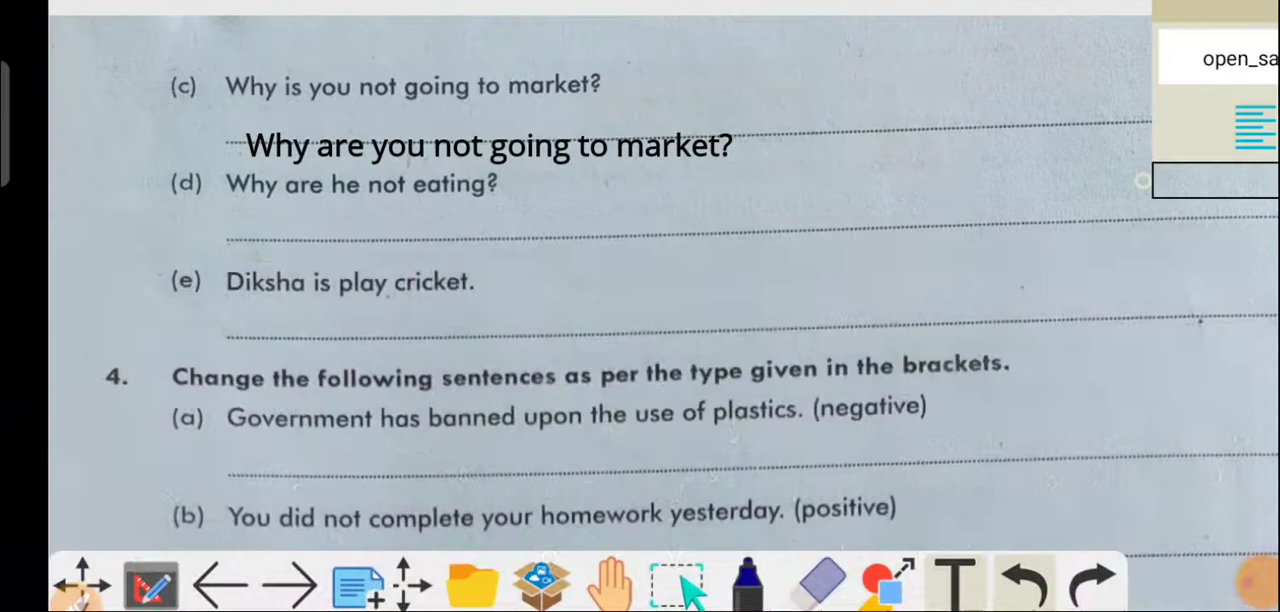 open_sa
(c) Why is you not going to market?
Why are you not going to market?
(d) Why are he not eating?
(e) Diksha is play cricket.
4. Change the following sentences as per the type given in the brackets.
(a) Government has banned upon the use of plastics. (negative)
(b) You did not complete your homework yesterday. (positive)
T